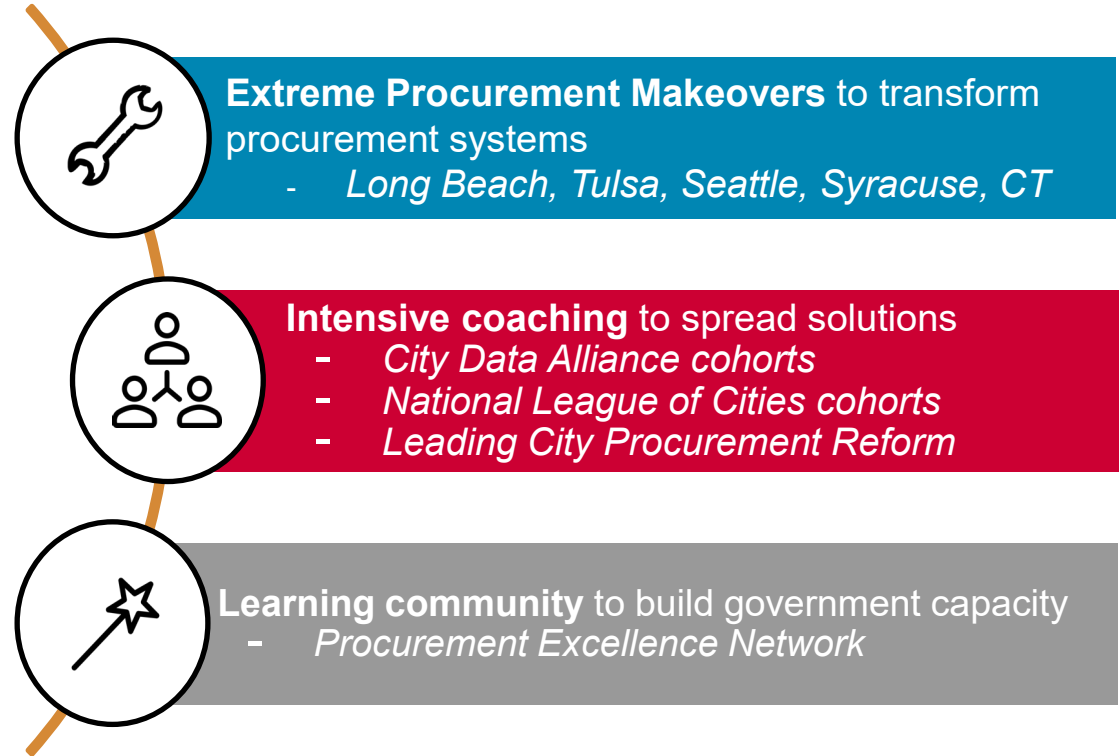 Extreme Procurement Makeovers to transform
procurement systems
- Long Beach, Tulsa, Seattle, Syracuse, CT
Intensive coaching to spread solutions
- City Data Alliance cohorts
- National League of Cities cohorts
- Leading City Procurement Reform
Learning community to build government capacity
- Procurement Excellence Network